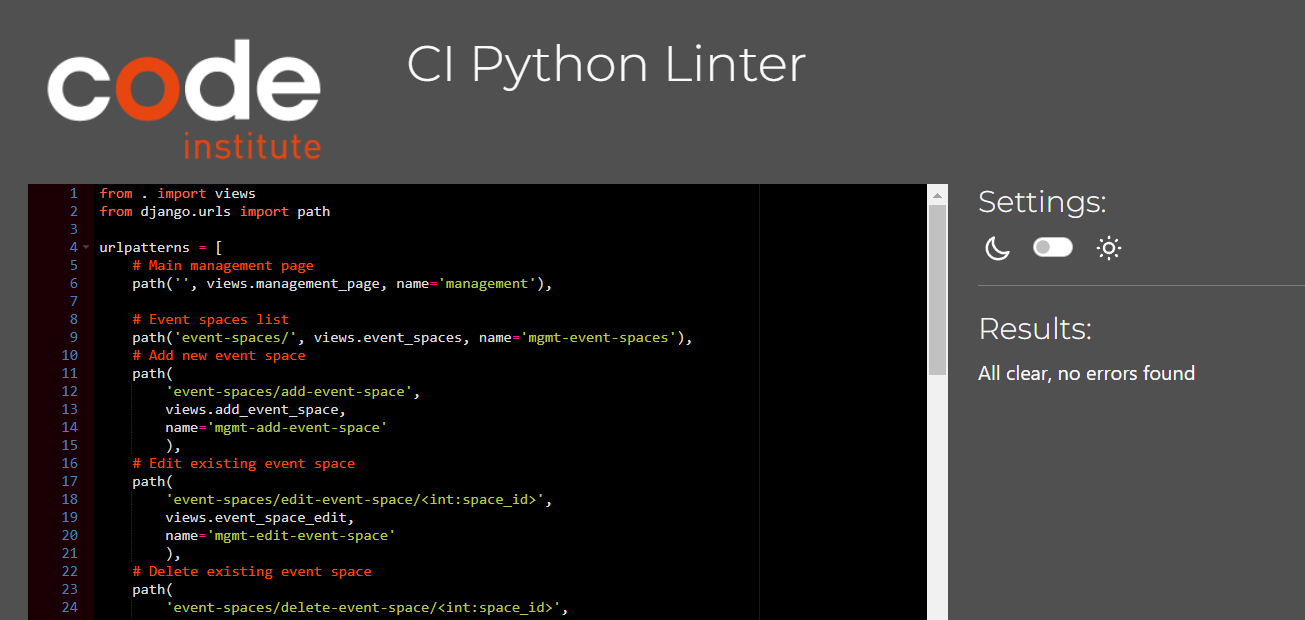 code
institute
CI Python Linter
1 from . import views
2 from django.urls import path
3
4 urlpatterns = [
5     # Main management page
6     path('', views.management_page, name='management'),
7
8     # Event spaces list
9     path('event-spaces/', views.event_spaces, name='mgmt-event-spaces'),
10     # Add new event space
11     path(
12         'event-spaces/add-event-space',
13         views.add_event_space,
14         name='mgmt-add-event-space'
15         ),
16     # Edit existing event space
17     path(
18         'event-spaces/edit-event-space/<int:space_id>',
19         views.event_space_edit,
20         name='mgmt-edit-event-space'
21         ),
22     # Delete existing event space
23     path(
24         'event-spaces/delete-event-space/<int:space_id>',
Settings:
Results:
All clear, no errors found